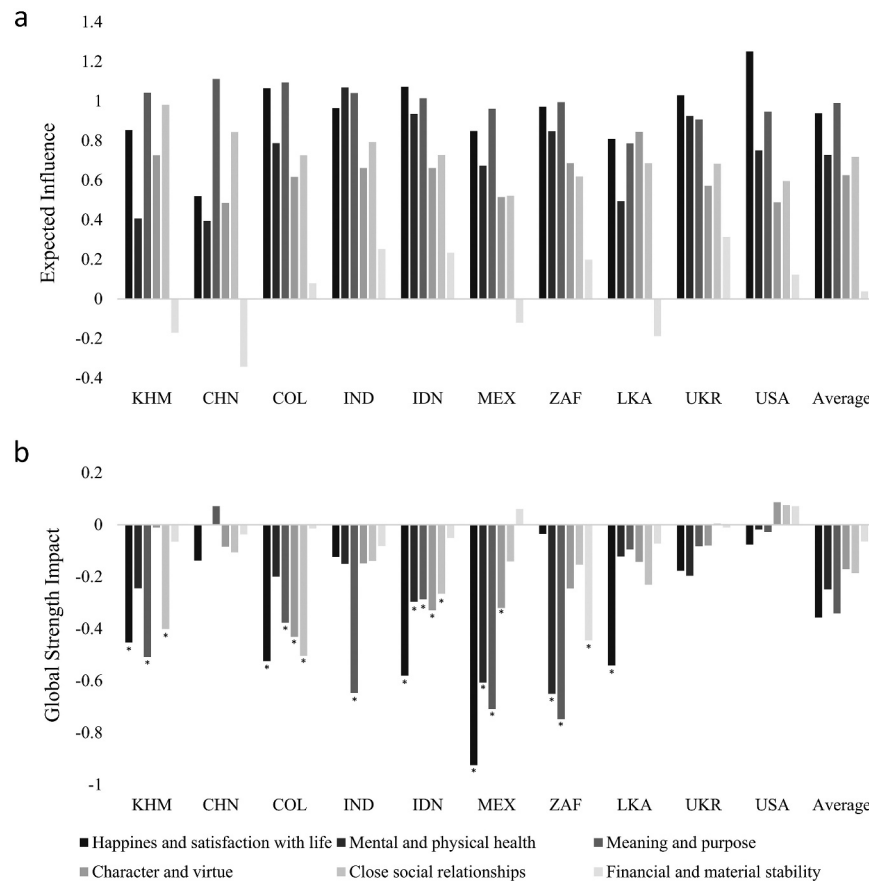 a
1.4
1.2
1
0.8
0.6
0.4
0.2
0
-0.2
-0.4
Expected Influence
KHM CHN COL IND IDN MEX ZAF LKA UKR USA Average
b
0.2
0
-0.2
-0.4
-0.6
-0.8
-1
Global Strength Impact
* * *
* * * *
*
* * * * *
* * * *
* * *
*
KHM CHN COL IND IDN MEX ZAF LKA UKR USA Average
Happines and satisfaction with life Mental and physical health Meaning and purpose
Character and virtue Close social relationships Financial and material stability